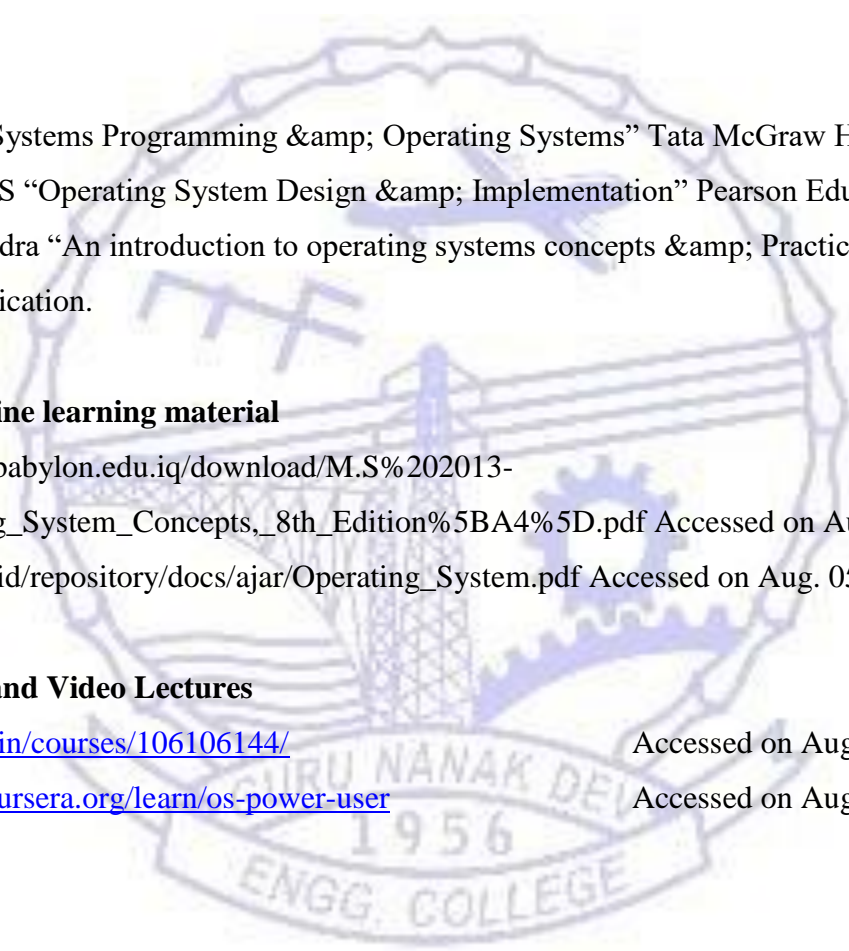 Systems Programming &amp; Operating Systems” Tata McGraw H
S “Operating System Design &amp; Implementation” Pearson Edu
dra “An introduction to operating systems concepts &amp; Practic
ication.
ine learning material
babylon.edu.iq/download/M.S%202013-
g_System_Concepts,_8th_Edition%5BA4%5D.pdf Accessed on Au
id/repository/docs/ajar/Operating_System.pdf Accessed on Aug. 05
and Video Lectures
in/courses/106106144/ Accessed on Aug
ursera.org/learn/os-power-user Accessed on Aug
GURU NANAK DEV
1956
ENGG. COLLEGE